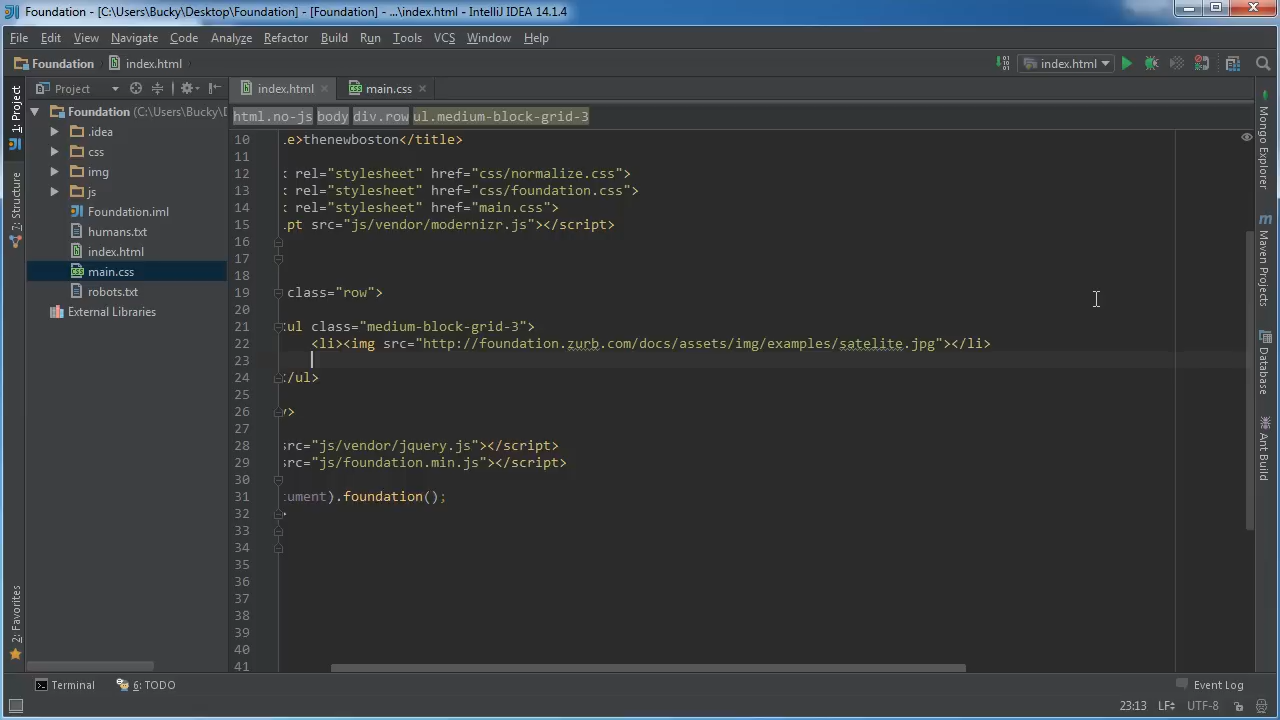 Foundation - [C:\Users\Bucky\Desktop\Foundation] - [Foundation] - ...\index.html - IntelliJ IDEA 14.1.4
File Edit View Navigate Code Analyze Refactor Build Run Tools VCS Window Help
Foundation index.html index.html
1: Project
7: Structure
2: Favorites
Project
Foundation (C:\Users\Bucky\D
.idea
css
img
js
Foundation.iml
humans.txt
index.html
main.css
robots.txt
External Libraries
index.html main.css
html.no-js body div.row ul.medium-block-grid-3
10 e>thenewboston</title>
11
12 rel="stylesheet" href="css/normalize.css">
13 rel="stylesheet" href="css/foundation.css">
14 rel="stylesheet" href="main.css">
15 pt src="js/vendor/modernizr.js"></script>
16
17
18
19 class="row">
20
21 ul class="medium-block-grid-3">
22 <li><img src="http://foundation.zurb.com/docs/assets/img/examples/satelite.jpg"></li>
23
24 /ul>
25
26 >
27
28 src="js/vendor/jquery.js"></script>
29 src="js/foundation.min.js"></script>
30
31 ument).foundation();
32 >
33
34
35
36
37
38
39
40
41
Mongo Explorer
Maven Projects
Database
Ant Build
Terminal 6: TODO Event Log
23:13 LF UTF-8